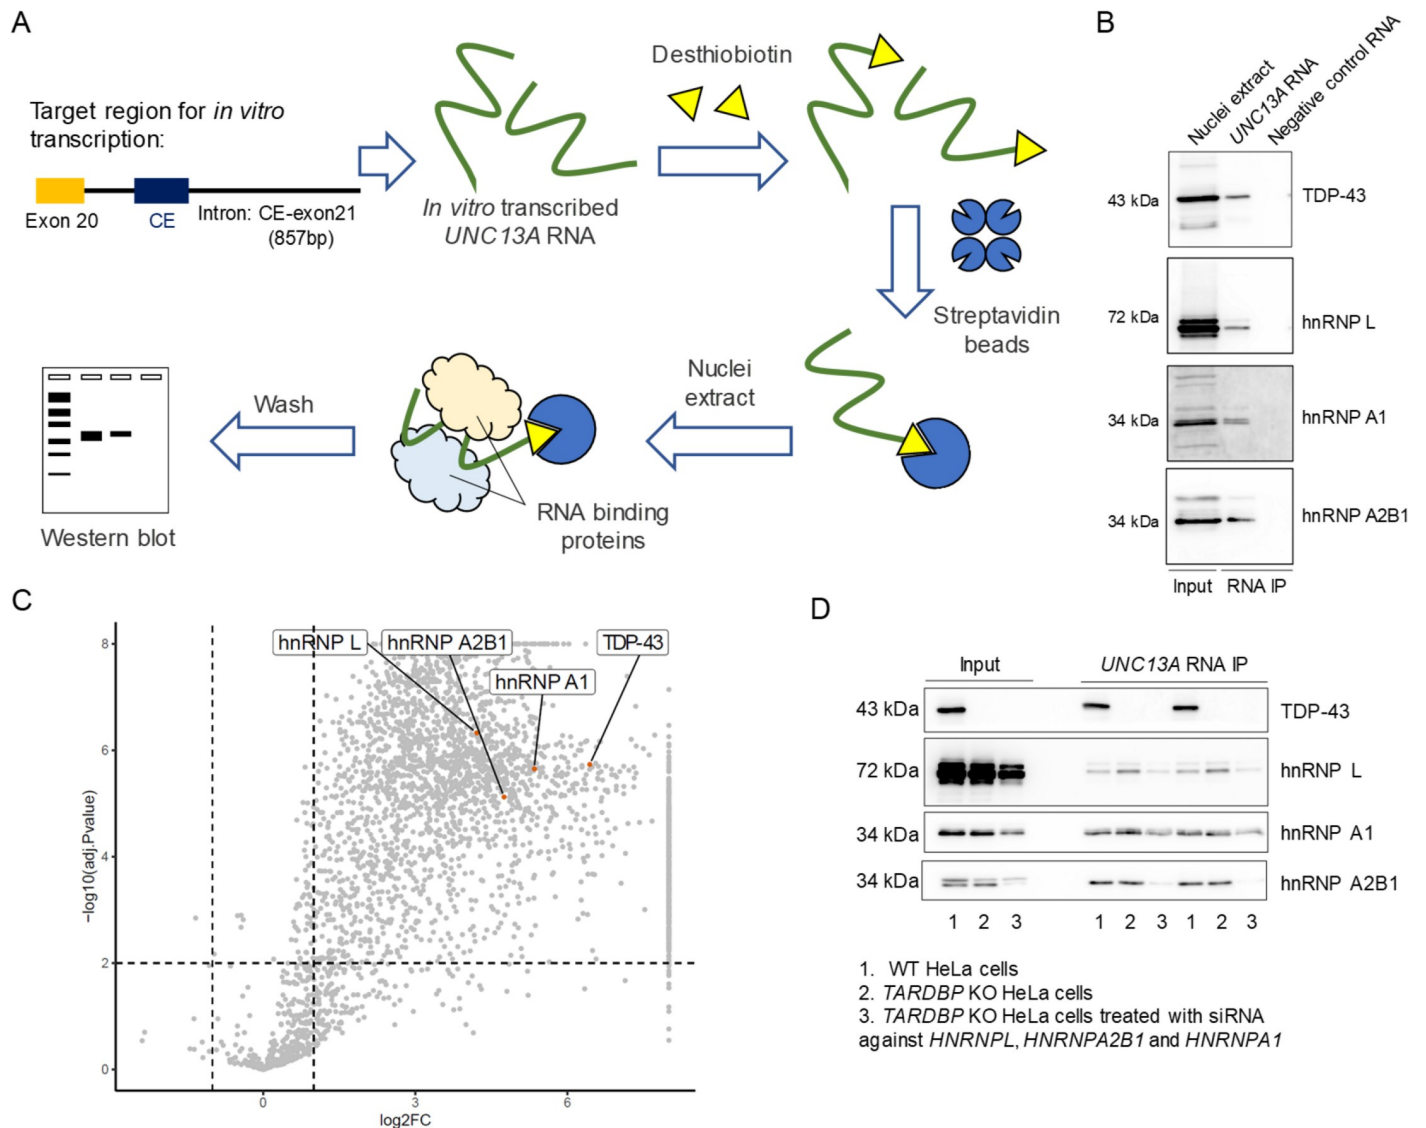 A
Target region for in vitro
transcription:
Exon 20
CE
Intron: CE-exon21
(857bp)
In vitro transcribed
UNC13A RNA
Desthiobiotin
Streptavidin
beads
Nuclei
extract
RNA binding
proteins
Wash
Western blot
B
Nuclei extract
UNC13A RNA
Negative control RNA
43 kDa
TDP-43
72 kDa
hnRNP L
34 kDa
hnRNP A1
34 kDa
hnRNP A2B1
Input
RNA IP
C
hnRNP L
hnRNP A2B1
TDP-43
hnRNP A1
8
6
4
2
0
−log10(adj.Pvalue)
0
3
6
log2FC
D
Input
UNC13A RNA IP
43 kDa
TDP-43
72 kDa
hnRNP L
34 kDa
hnRNP A1
34 kDa
hnRNP A2B1
1 2 3 1 2 3 1 2 3
1. WT HeLa cells
2. TARDBP KO HeLa cells
3. TARDBP KO HeLa cells treated with siRNA
against HNRNPL, HNRNPA2B1 and HNRNPA1